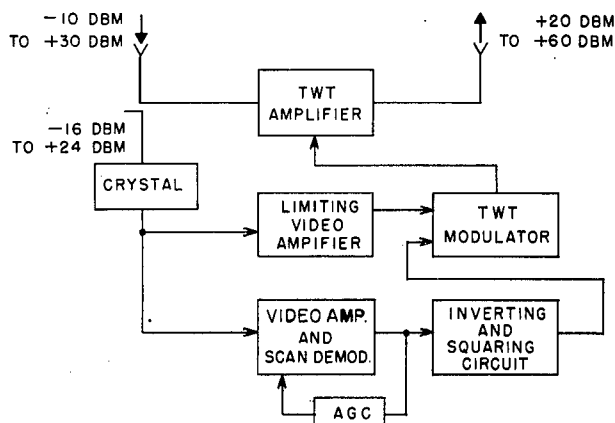 -10 DBM
TO +30 DBM
+20 DBM
TO +60 DBM
TWT
AMPLIFIER
-16 DBM
TO +24 DBM
CRYSTAL
LIMITING
VIDEO
AMPIFIER
TWT
MODULATOR
VIDEO AMP.
AND
SCAN DEMOD.
INVERTING
AND
SQUARING
CIRCUIT
AGC